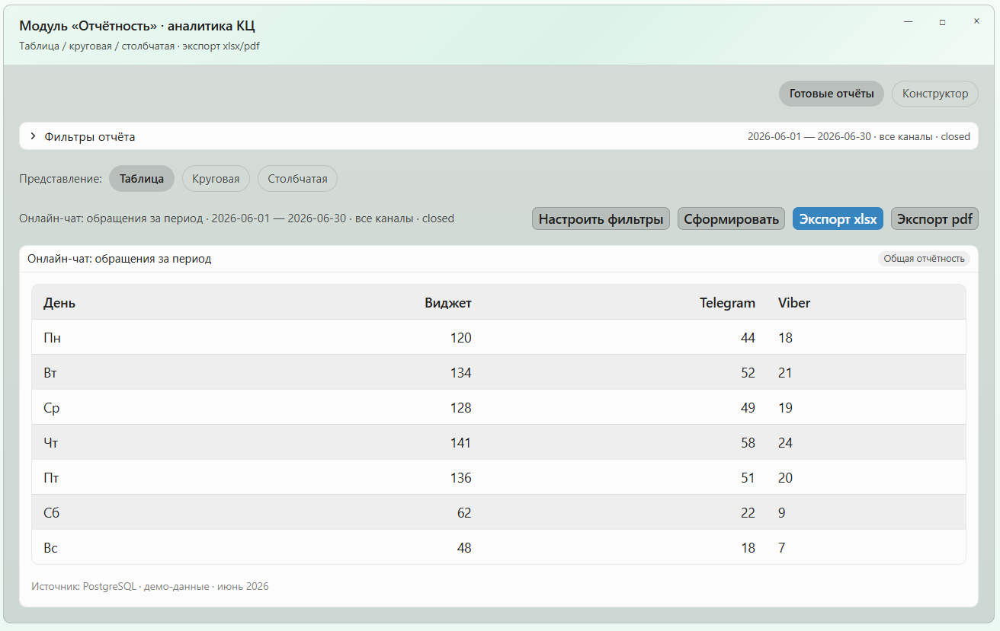 Модуль «Отчётность» · аналитика КЦ
Таблица / круговая / столбчатая · экспорт xlsx/pdf
Готовые отчёты Конструктор
Фильтры отчёта 2026-06-01 — 2026-06-30 · все каналы · closed
Представление: Таблица Круговая Столбчатая
Онлайн-чат: обращения за период · 2026-06-01 — 2026-06-30 · все каналы · closed Настроить фильтры Сформировать Экспорт xlsx Экспорт pdf
Онлайн-чат: обращения за период Общая отчётность
День Виджет Telegram Viber
Пн 120 44 18
Вт 134 52 21
Ср 128 49 19
Чт 141 58 24
Пт 136 51 20
Сб 62 22 9
Вс 48 18 7
Источник: PostgreSQL · демо-данные · июнь 2026